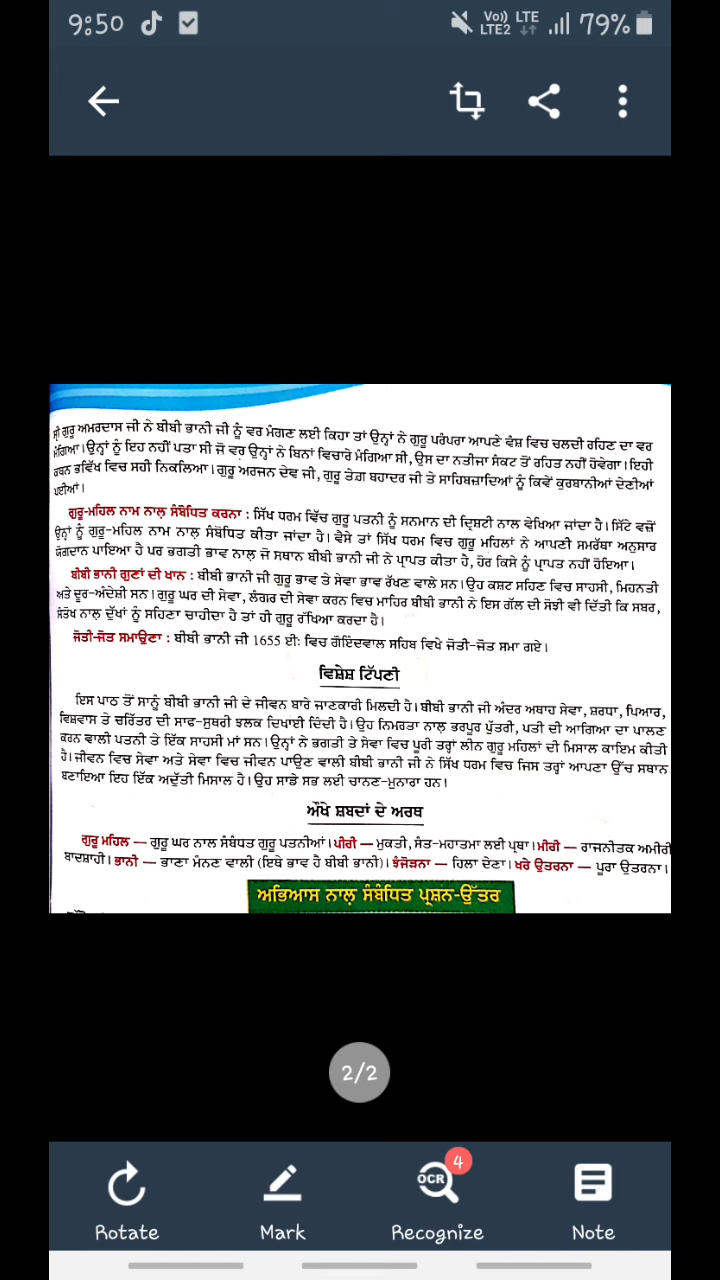 9:50
Vo)) LTE
LTE2
79%
ਸ੍ਰੀ ਗੁਰੂ ਅਮਰਦਾਸ ਜੀ ਨੇ ਬੀਬੀ ਭਾਨੀ ਜੀ ਨੂੰ ਵਰ ਮੰਗਣ ਲਈ ਕਿਹਾ ਤਾਂ ਉਨ੍ਹਾਂ ਨੇ ਗੁਰੂ ਪਰੰਪਰਾ ਆਪਣੇ ਵੰਸ਼ ਵਿਚ ਚਲਦੀ ਰਹਿਣ ਦਾ ਵਰ
ਮੰਗਿਆ। ਉਨ੍ਹਾਂ ਨੂੰ ਇਹ ਨਹੀਂ ਪਤਾ ਸੀ ਜੋ ਵਰ ਉਨ੍ਹਾਂ ਨੇ ਬਿਨਾਂ ਵਿਚਾਰੇ ਮੰਗਿਆ ਸੀ, ਉਸ ਦਾ ਨਤੀਜਾ ਸੰਕਟ ਤੋਂ ਰਹਿਤ ਨਹੀਂ ਹੋਵੇਗਾ। ਇਹੀ
ਕਥਨ ਭਵਿੱਖ ਵਿਚ ਸਹੀ ਨਿਕਲਿਆ। ਗੁਰੂ ਅਰਜਨ ਦੇਵ ਜੀ, ਗੁਰੂ ਤੇਗ਼ ਬਹਾਦਰ ਜੀ ਤੇ ਸਾਹਿਬਜ਼ਾਦਿਆਂ ਨੂੰ ਕਿਵੇਂ ਕੁਰਬਾਨੀਆਂ ਦੇਣੀਆਂ
ਪਈਆਂ।
ਗੁਰੂ-ਮਹਿਲ ਨਾਮ ਨਾਲ਼ ਸੰਬੋਧਿਤ ਕਰਨਾ : ਸਿੱਖ ਧਰਮ ਵਿੱਚ ਗੁਰੂ ਪਤਨੀ ਨੂੰ ਸਨਮਾਨ ਦੀ ਦ੍ਰਿਸ਼ਟੀ ਨਾਲ ਵੇਖਿਆ ਜਾਂਦਾ ਹੈ। ਸਿੱਟੇ ਵਜੋਂ
ਉਨ੍ਹਾਂ ਨੂੰ ਗੁਰੂ-ਮਹਿਲ ਨਾਮ ਨਾਲ਼ ਸੰਬੋਧਿਤ ਕੀਤਾ ਜਾਂਦਾ ਹੈ। ਵੈਸੇ ਤਾਂ ਸਿੱਖ ਧਰਮ ਵਿਚ ਗੁਰੂ ਮਹਿਲਾਂ ਨੇ ਆਪਣੀ ਸਮਰੱਥਾ ਅਨੁਸਾਰ
ਯੋਗਦਾਨ ਪਾਇਆ ਹੈ ਪਰ ਭਗਤੀ ਭਾਵ ਨਾਲ਼ ਜੋ ਸਥਾਨ ਬੀਬੀ ਭਾਨੀ ਜੀ ਨੇ ਪ੍ਰਾਪਤ ਕੀਤਾ ਹੈ, ਹੋਰ ਕਿਸੇ ਨੂੰ ਪ੍ਰਾਪਤ ਨਹੀਂ ਹੋਇਆ।
ਬੀਬੀ ਭਾਨੀ ਗੁਣਾਂ ਦੀ ਖਾਨ : ਬੀਬੀ ਭਾਨੀ ਜੀ ਗੁਰੂ ਭਾਵ ਤੇ ਸੇਵਾ ਭਾਵ ਰੱਖਣ ਵਾਲੇ ਸਨ। ਉਹ ਕਸ਼ਟ ਸਹਿਣ ਵਿਚ ਸਾਹਸੀ, ਮਿਹਨਤੀ
ਅਤੇ ਦੂਰ-ਅੰਦੇਸ਼ੀ ਸਨ। ਗੁਰੂ ਘਰ ਦੀ ਸੇਵਾ, ਲੰਗਰ ਦੀ ਸੇਵਾ ਕਰਨ ਵਿਚ ਮਾਹਿਰ ਬੀਬੀ ਭਾਨੀ ਨੇ ਇਸ ਗੱਲ ਦੀ ਸੋਝੀ ਵੀ ਦਿੱਤੀ ਕਿ ਸਬਰ,
ਸੰਤੋਖ ਨਾਲ਼ ਦੁੱਖਾਂ ਨੂੰ ਸਹਿਣਾ ਚਾਹੀਦਾ ਹੈ ਤਾਂ ਹੀ ਗੁਰੂ ਰੱਖਿਆ ਕਰਦਾ ਹੈ।
ਜੋਤੀ-ਜੋਤ ਸਮਾਉਣਾ : ਬੀਬੀ ਭਾਨੀ ਜੀ 1655 ਈ: ਵਿਚ ਗੋਇੰਦਵਾਲ ਸਹਿਬ ਵਿਖੇ ਜੋਤੀ-ਜੋਤ ਸਮਾ ਗਏ।
ਵਿਸ਼ੇਸ਼ ਟਿੱਪਣੀ
ਇਸ ਪਾਠ ਤੋਂ ਸਾਨੂੰ ਬੀਬੀ ਭਾਨੀ ਜੀ ਦੇ ਜੀਵਨ ਬਾਰੇ ਜਾਣਕਾਰੀ ਮਿਲਦੀ ਹੈ। ਬੀਬੀ ਭਾਨੀ ਜੀ ਅੰਦਰ ਅਥਾਹ ਸੇਵਾ, ਸ਼ਰਧਾ, ਪਿਆਰ,
ਵਿਸ਼ਵਾਸ ਤੇ ਚਰਿੱਤਰ ਦੀ ਸਾਫ-ਸੁਥਰੀ ਝਲਕ ਦਿਖਾਈ ਦਿੰਦੀ ਹੈ। ਉਹ ਨਿਮਰਤਾ ਨਾਲ਼ ਭਰਪੂਰ ਪੁੱਤਰੀ, ਪਤੀ ਦੀ ਆਗਿਆ ਦਾ ਪਾਲਣ
ਕਰਨ ਵਾਲੀ ਪਤਨੀ ਤੇ ਇੱਕ ਸਾਹਸੀ ਮਾਂ ਸਨ। ਉਨ੍ਹਾਂ ਨੇ ਭਗਤੀ ਤੇ ਸੇਵਾ ਵਿਚ ਪੂਰੀ ਤਰ੍ਹਾਂ ਲੀਨ ਗੁਰੂ ਮਹਿਲਾਂ ਦੀ ਮਿਸਾਲ ਕਾਇਮ ਕੀਤੀ
ਹੈ। ਜੀਵਨ ਵਿਚ ਸੇਵਾ ਅਤੇ ਸੇਵਾ ਵਿਚ ਜੀਵਨ ਪਾਉਣ ਵਾਲੀ ਬੀਬੀ ਭਾਨੀ ਜੀ ਨੇ ਸਿੱਖ ਧਰਮ ਵਿਚ ਜਿਸ ਤਰ੍ਹਾਂ ਆਪਣਾ ਉੱਚ ਸਥਾਨ
ਬਣਾਇਆ ਇਹ ਇੱਕ ਅਦੁੱਤੀ ਮਿਸਾਲ ਹੈ। ਉਹ ਸਾਡੇ ਸਭ ਲਈ ਚਾਨਣ-ਮੁਨਾਰਾ ਹਨ।
ਔਖੇ ਸ਼ਬਦਾਂ ਦੇ ਅਰਥ
ਗੁਰੂ ਮਹਿਲ — ਗੁਰੂ ਘਰ ਨਾਲ ਸੰਬੰਧਤ ਗੁਰੂ ਪਤਨੀਆਂ। ਪੀਰੀ — ਮੁਕਤੀ, ਸੰਤ-ਮਹਾਤਮਾ ਲਈ ਪ੍ਰਥਾ। ਮੀਰੀ — ਰਾਜਨੀਤਕ ਅਮੀਰੀ
ਬਾਦਸ਼ਾਹੀ। ਭਾਨੀ — ਭਾਣਾ ਮੰਨਣ ਵਾਲੀ (ਇਥੇ ਭਾਵ ਹੈ ਬੀਬੀ ਭਾਨੀ)। ਝੰਜੋੜਨਾ — ਹਿਲਾ ਦੇਣਾ। ਖਰੇ ਉਤਰਨਾ — ਪੂਰਾ ਉਤਰਨਾ।
ਅਭਿਆਸ ਨਾਲ਼ ਸੰਬੰਧਿਤ ਪ੍ਰਸ਼ਨ-ਉੱਤਰ
2/2
OCR
4
Rotate
Mark
Recognize
Note